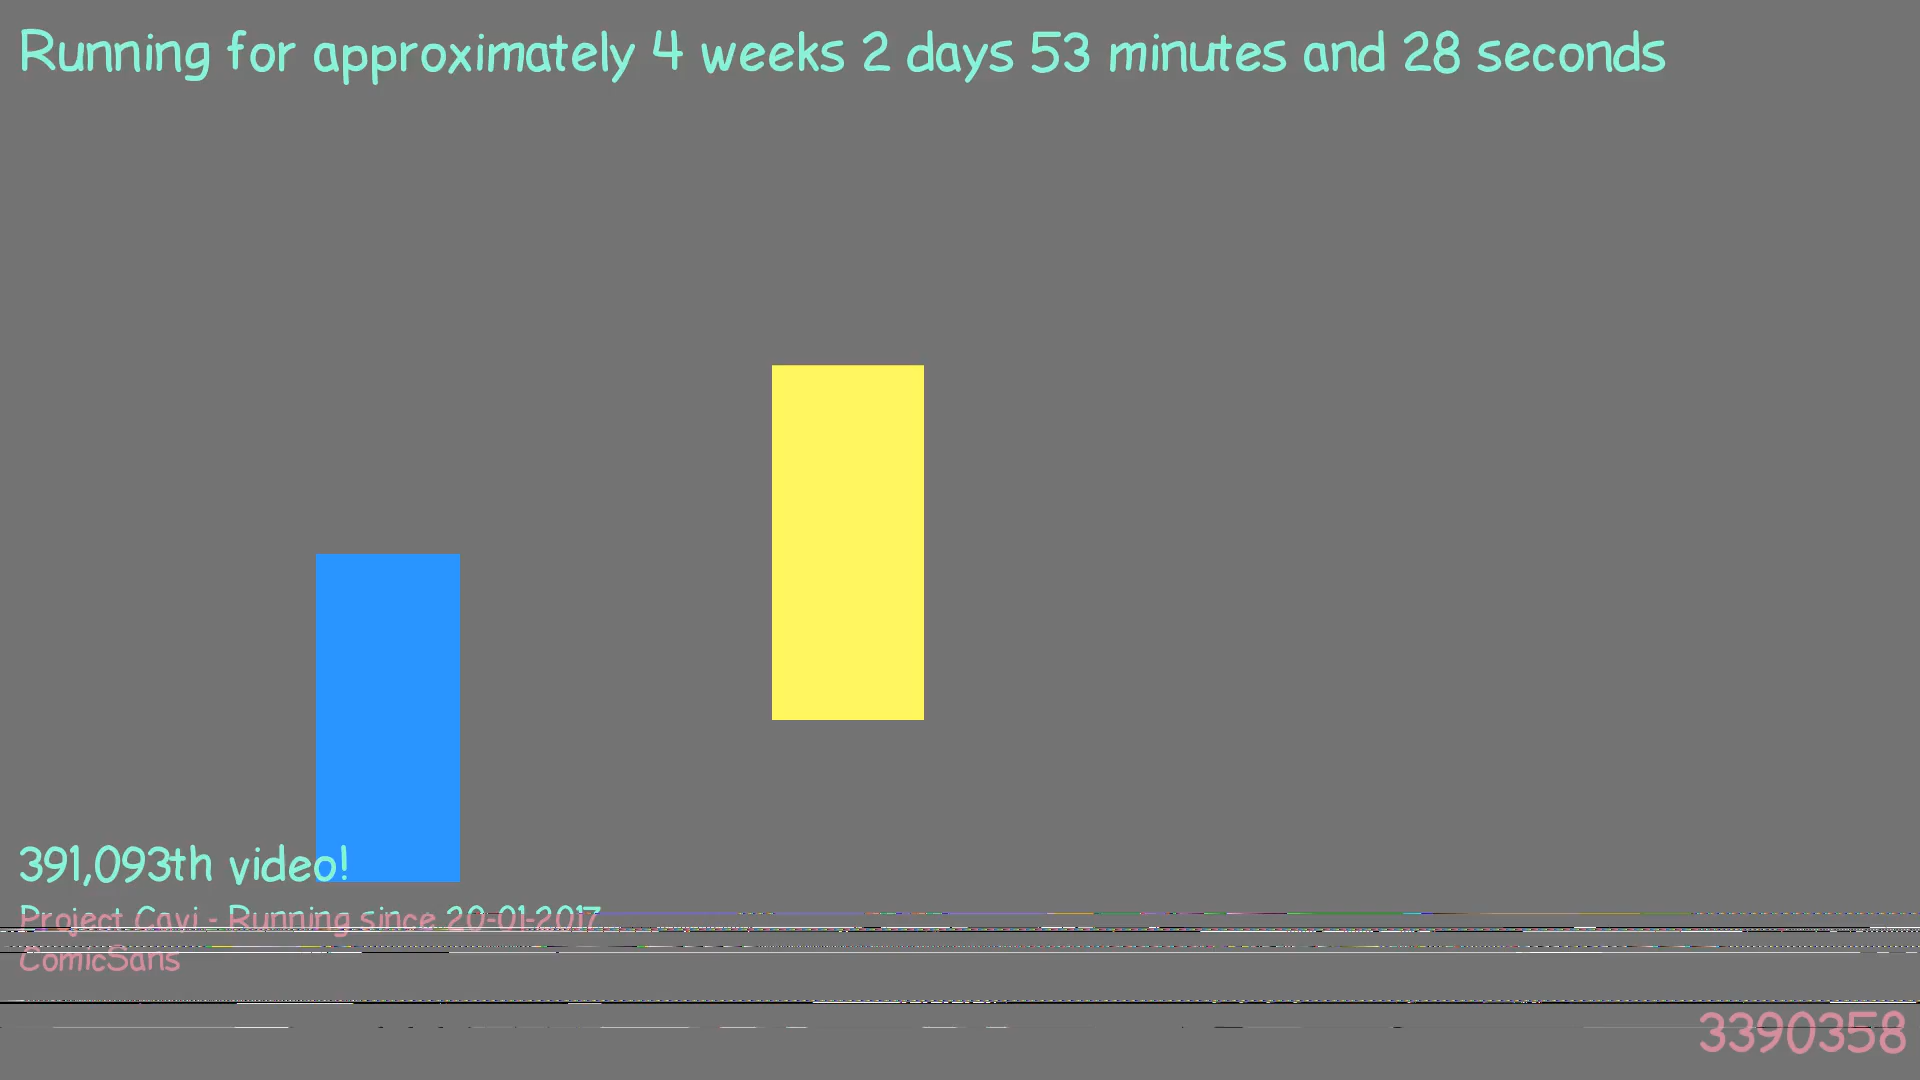 Running for approximately 4 weeks 2 days 53 minutes and 28 seconds
391,093th video!
Project Cavi - Running since 20-01-2017
ComicSans
3390358